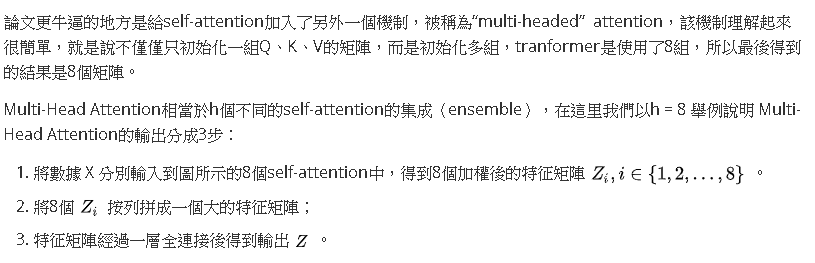 論文更牛逼的地方是給self-attention加入了另外一個機制，被稱為“multi-headed” attention，該機制理解起來
很簡單，就是說不僅僅只初始化一組Q、K、V的矩陣，而是初始化多組，tranformer是使用了8組，所以最後得到
的結果是8個矩陣。
Multi-Head Attention相當於h個不同的self-attention的集成（ensemble），在這里我們以h = 8 舉例說明 Multi-
Head Attention的輸出分成3步：
1. 將數據 X 分別輸入到圖所示的8個self-attention中，得到8個加權後的特征矩陣 Z_i, i ∈ {1, 2, ..., 8} 。
2. 將8個 Z_i 按列拼成一個大的特征矩陣；
3. 特征矩陣經過一層全連接後得到輸出 Z 。